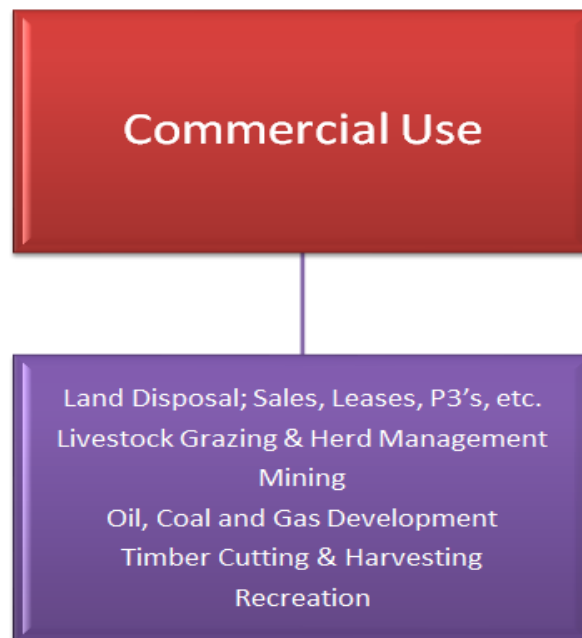 Commercial Use
Land Disposal; Sales, Leases, P3's, etc.
Livestock Grazing & Herd Management
Mining
Oil, Coal and Gas Development
Timber Cutting & Harvesting
Recreation